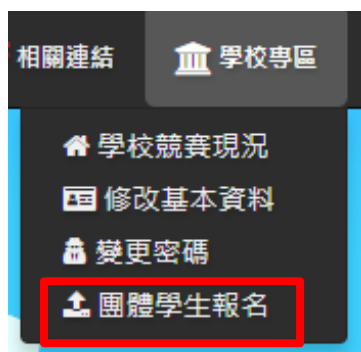 相關連結 學校專區
學校競賽現況
修改基本資料
變更密碼
團體學生報名